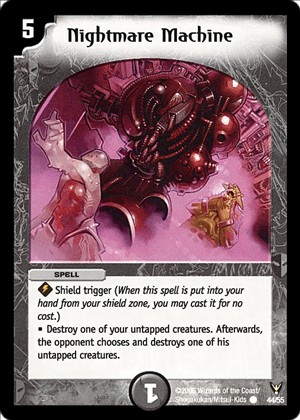 5 Nightmare Machine
SPELL
Shield trigger (When this spell is put into your
hand from your shield zone, you may cast it for no
cost.)
▪ Destroy one of your untapped creatures. Afterwards,
the opponent chooses and destroys one of his
untapped creatures.
1
©2006 Wizards of the Coast/
Shogakukan/Mitsui-Kids ● 44/55